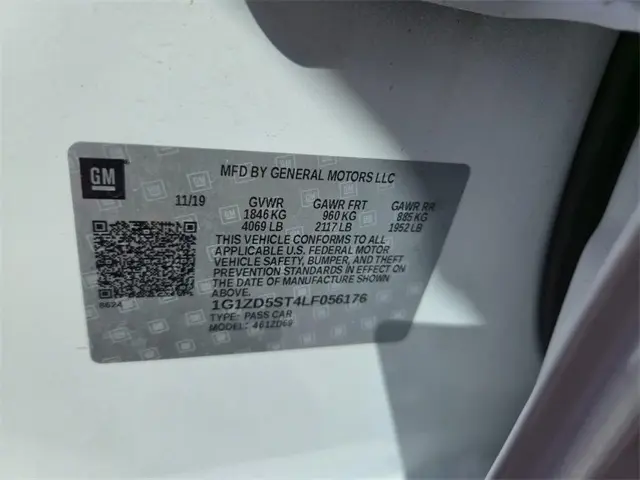 GM
MFD BY GENERAL MOTORS LLC
11/19 GVWR GAWR FRT GAWR RR
1846 KG 960 KG 885 KG
4069 LB 2117 LB 1952 LB
THIS VEHICLE CONFORMS TO ALL
APPLICABLE U.S. FEDERAL MOTOR
VEHICLE SAFETY, BUMPER, AND THEFT
PREVENTION STANDARDS IN EFFECT ON
THE DATE OF MANUFACTURE SHOWN
ABOVE.
1G1ZD5ST4LF056176
TYPE: PASS CAR
MODEL: 461ZD69